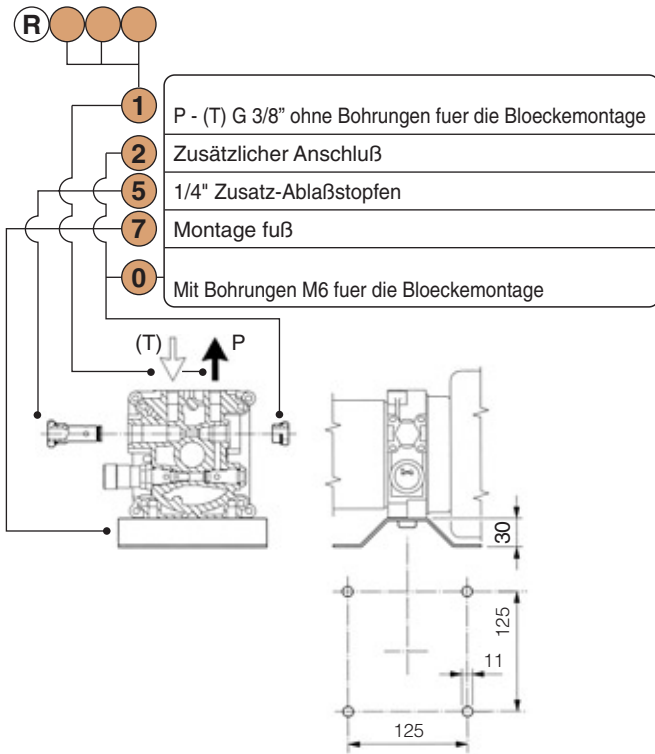 R
1 P - (T) G 3/8” ohne Bohrungen fuer die Bloeckemontage
2 Zusätzlicher Anschluß
5 1/4" Zusatz-Ablaßstopfen
7 Montage fuß
0 Mit Bohrungen M6 fuer die Bloeckemontage
(T) P
30
125
11
125